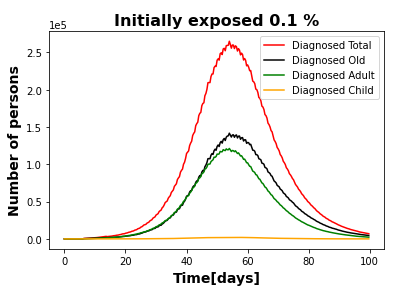 Initially exposed 0.1 %
1e5
Diagnosed Total
Diagnosed Old
Diagnosed Adult
Diagnosed Child
Number of persons
2.5
2.0
1.5
1.0
0.5
0.0
0 20 40 60 80 100
Time[days]